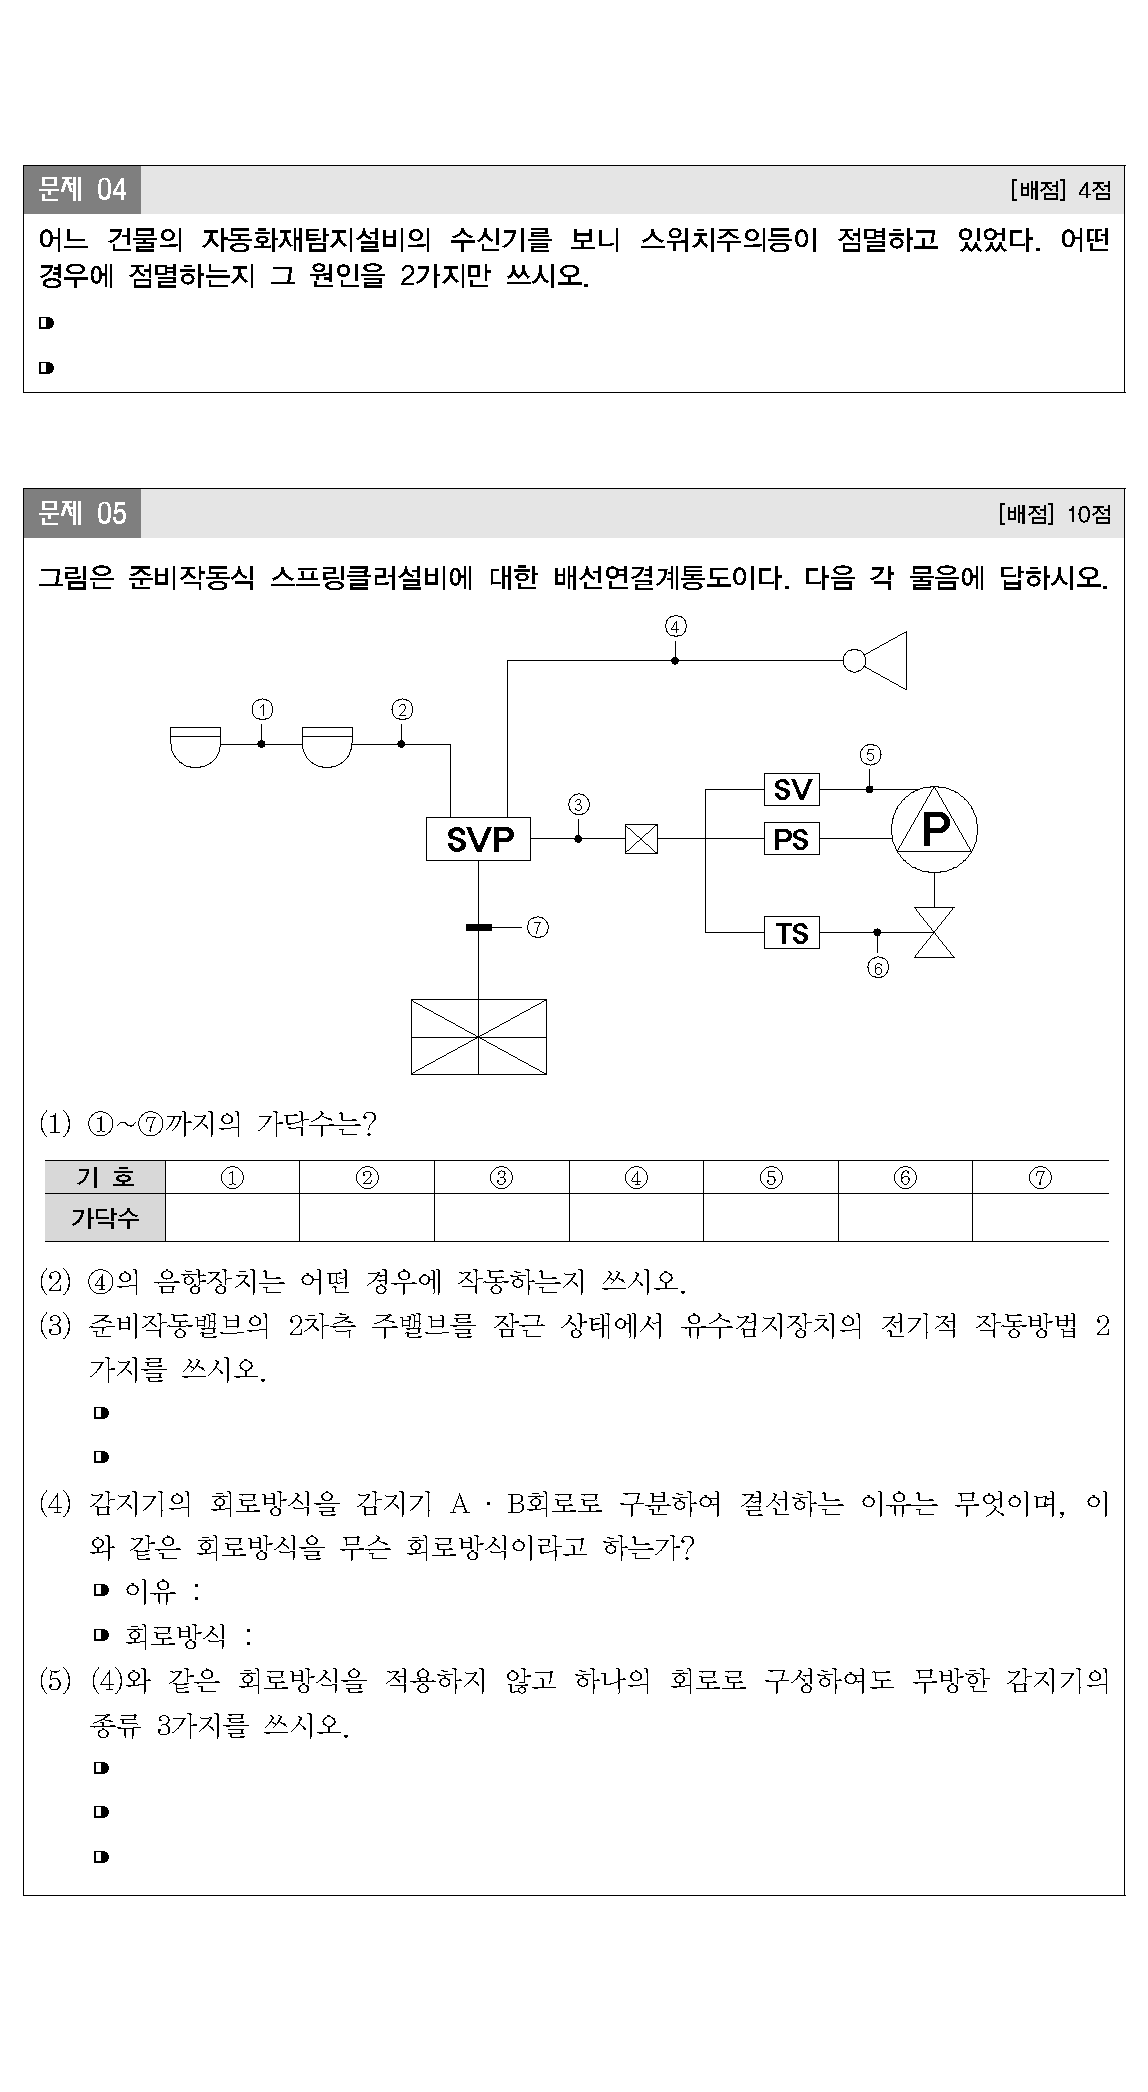 문제 04 [배점] 4점
어느 건물의 자동화재탐지설비의 수신기를 보니 스위치주의등이 점멸하고 있었다. 어떤
경우에 점멸하는지 그 원인을 2가지만 쓰시오.
문제 05 [배점] 10점
그림은 준비작동식 스프링클러설비에 대한 배선연결계통도이다. 다음 각 물음에 답하시오.
④
① ②
⑤
③
SV
SVP
PS
P
⑦
TS
⑥
(1) ①~⑦까지의 가닥수는?
기 호 ① ② ③ ④ ⑤ ⑥ ⑦
가닥수
(2) ④의 음향장치는 어떤 경우에 작동하는지 쓰시오.
(3) 준비작동밸브의 2차측 주밸브를 잠근 상태에서 유수검지장치의 전기적 작동방법 2
가지를 쓰시오.
(4) 감지기의 회로방식을 감지기 A · B회로로 구분하여 결선하는 이유는 무엇이며, 이
와 같은 회로방식을 무슨 회로방식이라고 하는가?
이유 :
회로방식 :
(5) (4)와 같은 회로방식을 적용하지 않고 하나의 회로로 구성하여도 무방한 감지기의
종류 3가지를 쓰시오.